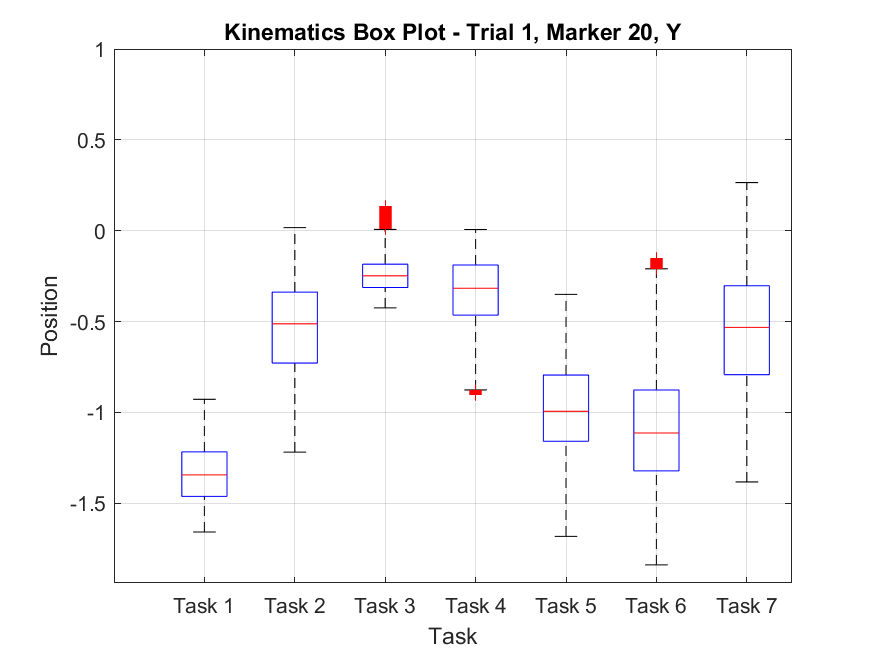 Kinematics Box Plot - Trial 1, Marker 20, Y
1
0.5
0
-0.5
-1
-1.5
Position
Task 1 Task 2 Task 3 Task 4 Task 5 Task 6 Task 7
Task